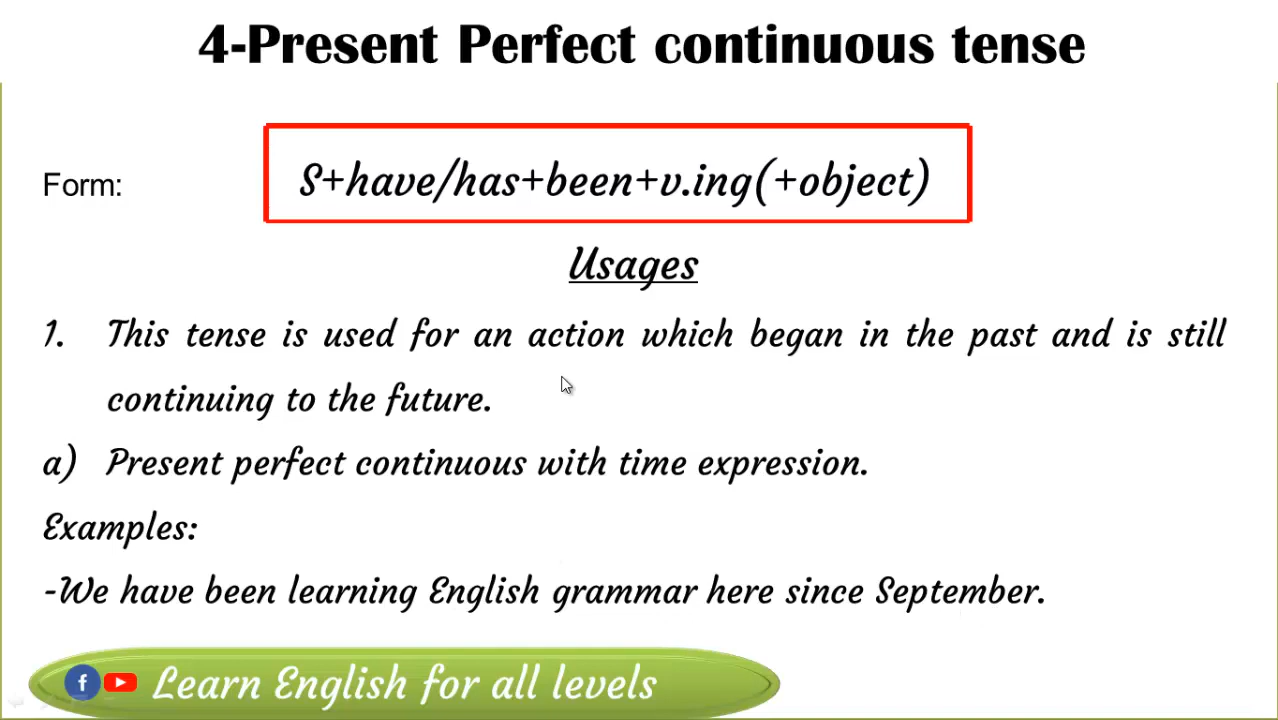 4-Present Perfect continuous tense
Form:
S+have/has+been+v.ing(+object)
Usages
1. This tense is used for an action which began in the past and is still
continuing to the future.
a) Present perfect continuous with time expression.
Examples:
-We have been learning English grammar here since September.
f Learn English for all levels